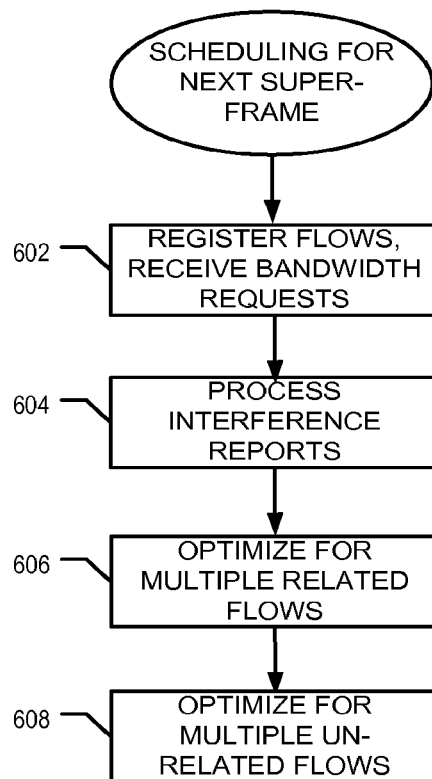 SCHEDULING FOR
NEXT SUPER-
FRAME
602
REGISTER FLOWS,
RECEIVE BANDWIDTH
REQUESTS
604
PROCESS
INTERFERENCE
REPORTS
606
OPTIMIZE FOR
MULTIPLE RELATED
FLOWS
608
OPTIMIZE FOR
MULTIPLE UN-
RELATED FLOWS